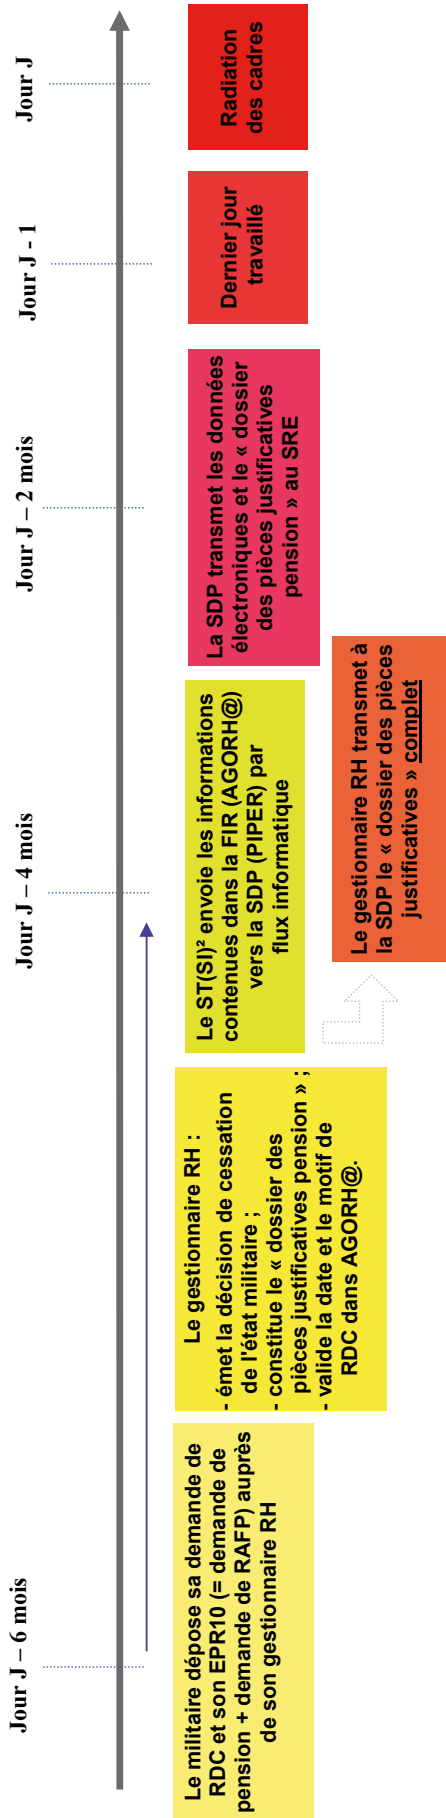 Jour J – 6 mois
Jour J – 4 mois
Jour J – 2 mois
Jour J - 1
Jour J
Le militaire dépose sa demande de
RDC et son EPR10 (= demande de
pension + demande de RAFP) auprès
de son gestionnaire RH
Le gestionnaire RH :
- émet la décision de cessation
de l'état militaire ;
- constitue le « dossier des
pièces justificatives pension » ;
- valide la date et le motif de
RDC dans AGORH@.
Le ST(SI)² envoie les informations
contenues dans la FIR (AGORH@)
vers la SDP (PIPER) par
flux informatique
Le gestionnaire RH transmet à
la SDP le « dossier des pièces
justificatives » complet
La SDP transmet les données
électroniques et le « dossier
des pièces justificatives
pension » au SRE
Dernier jour
travaillé
Radiation
des cadres